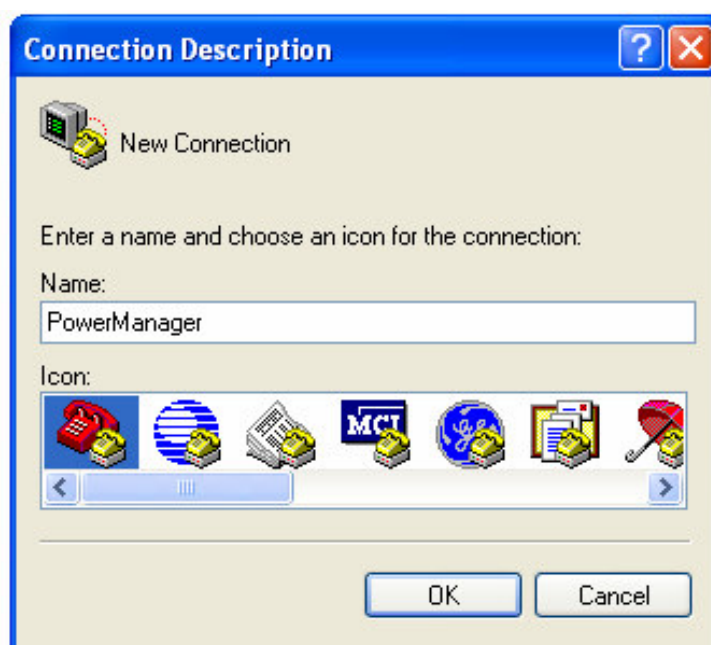 Connection Description
New Connection
Enter a name and choose an icon for the connection:
Name:
PowerManager
Icon:
MCI
OK
Cancel